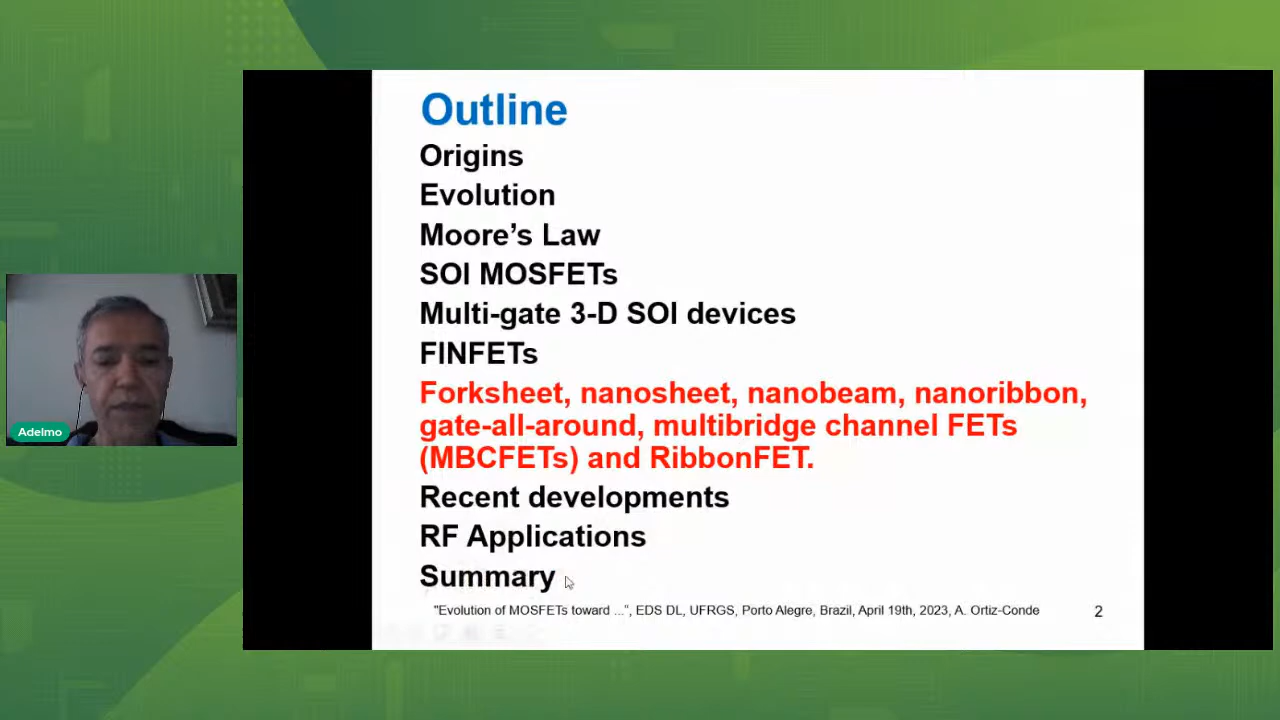 Outline
Origins
Evolution
Moore’s Law
SOI MOSFETs
Multi-gate 3-D SOI devices
FINFETs
Forksheet, nanosheet, nanobeam, nanoribbon,
gate-all-around, multibridge channel FETs
(MBCFETs) and RibbonFET.
Recent developments
RF Applications
Summary
"Evolution of MOSFETs toward ...", EDS DL, UFRGS, Porto Alegre, Brazil, April 19th, 2023, A. Ortiz-Conde
2
Adelmo